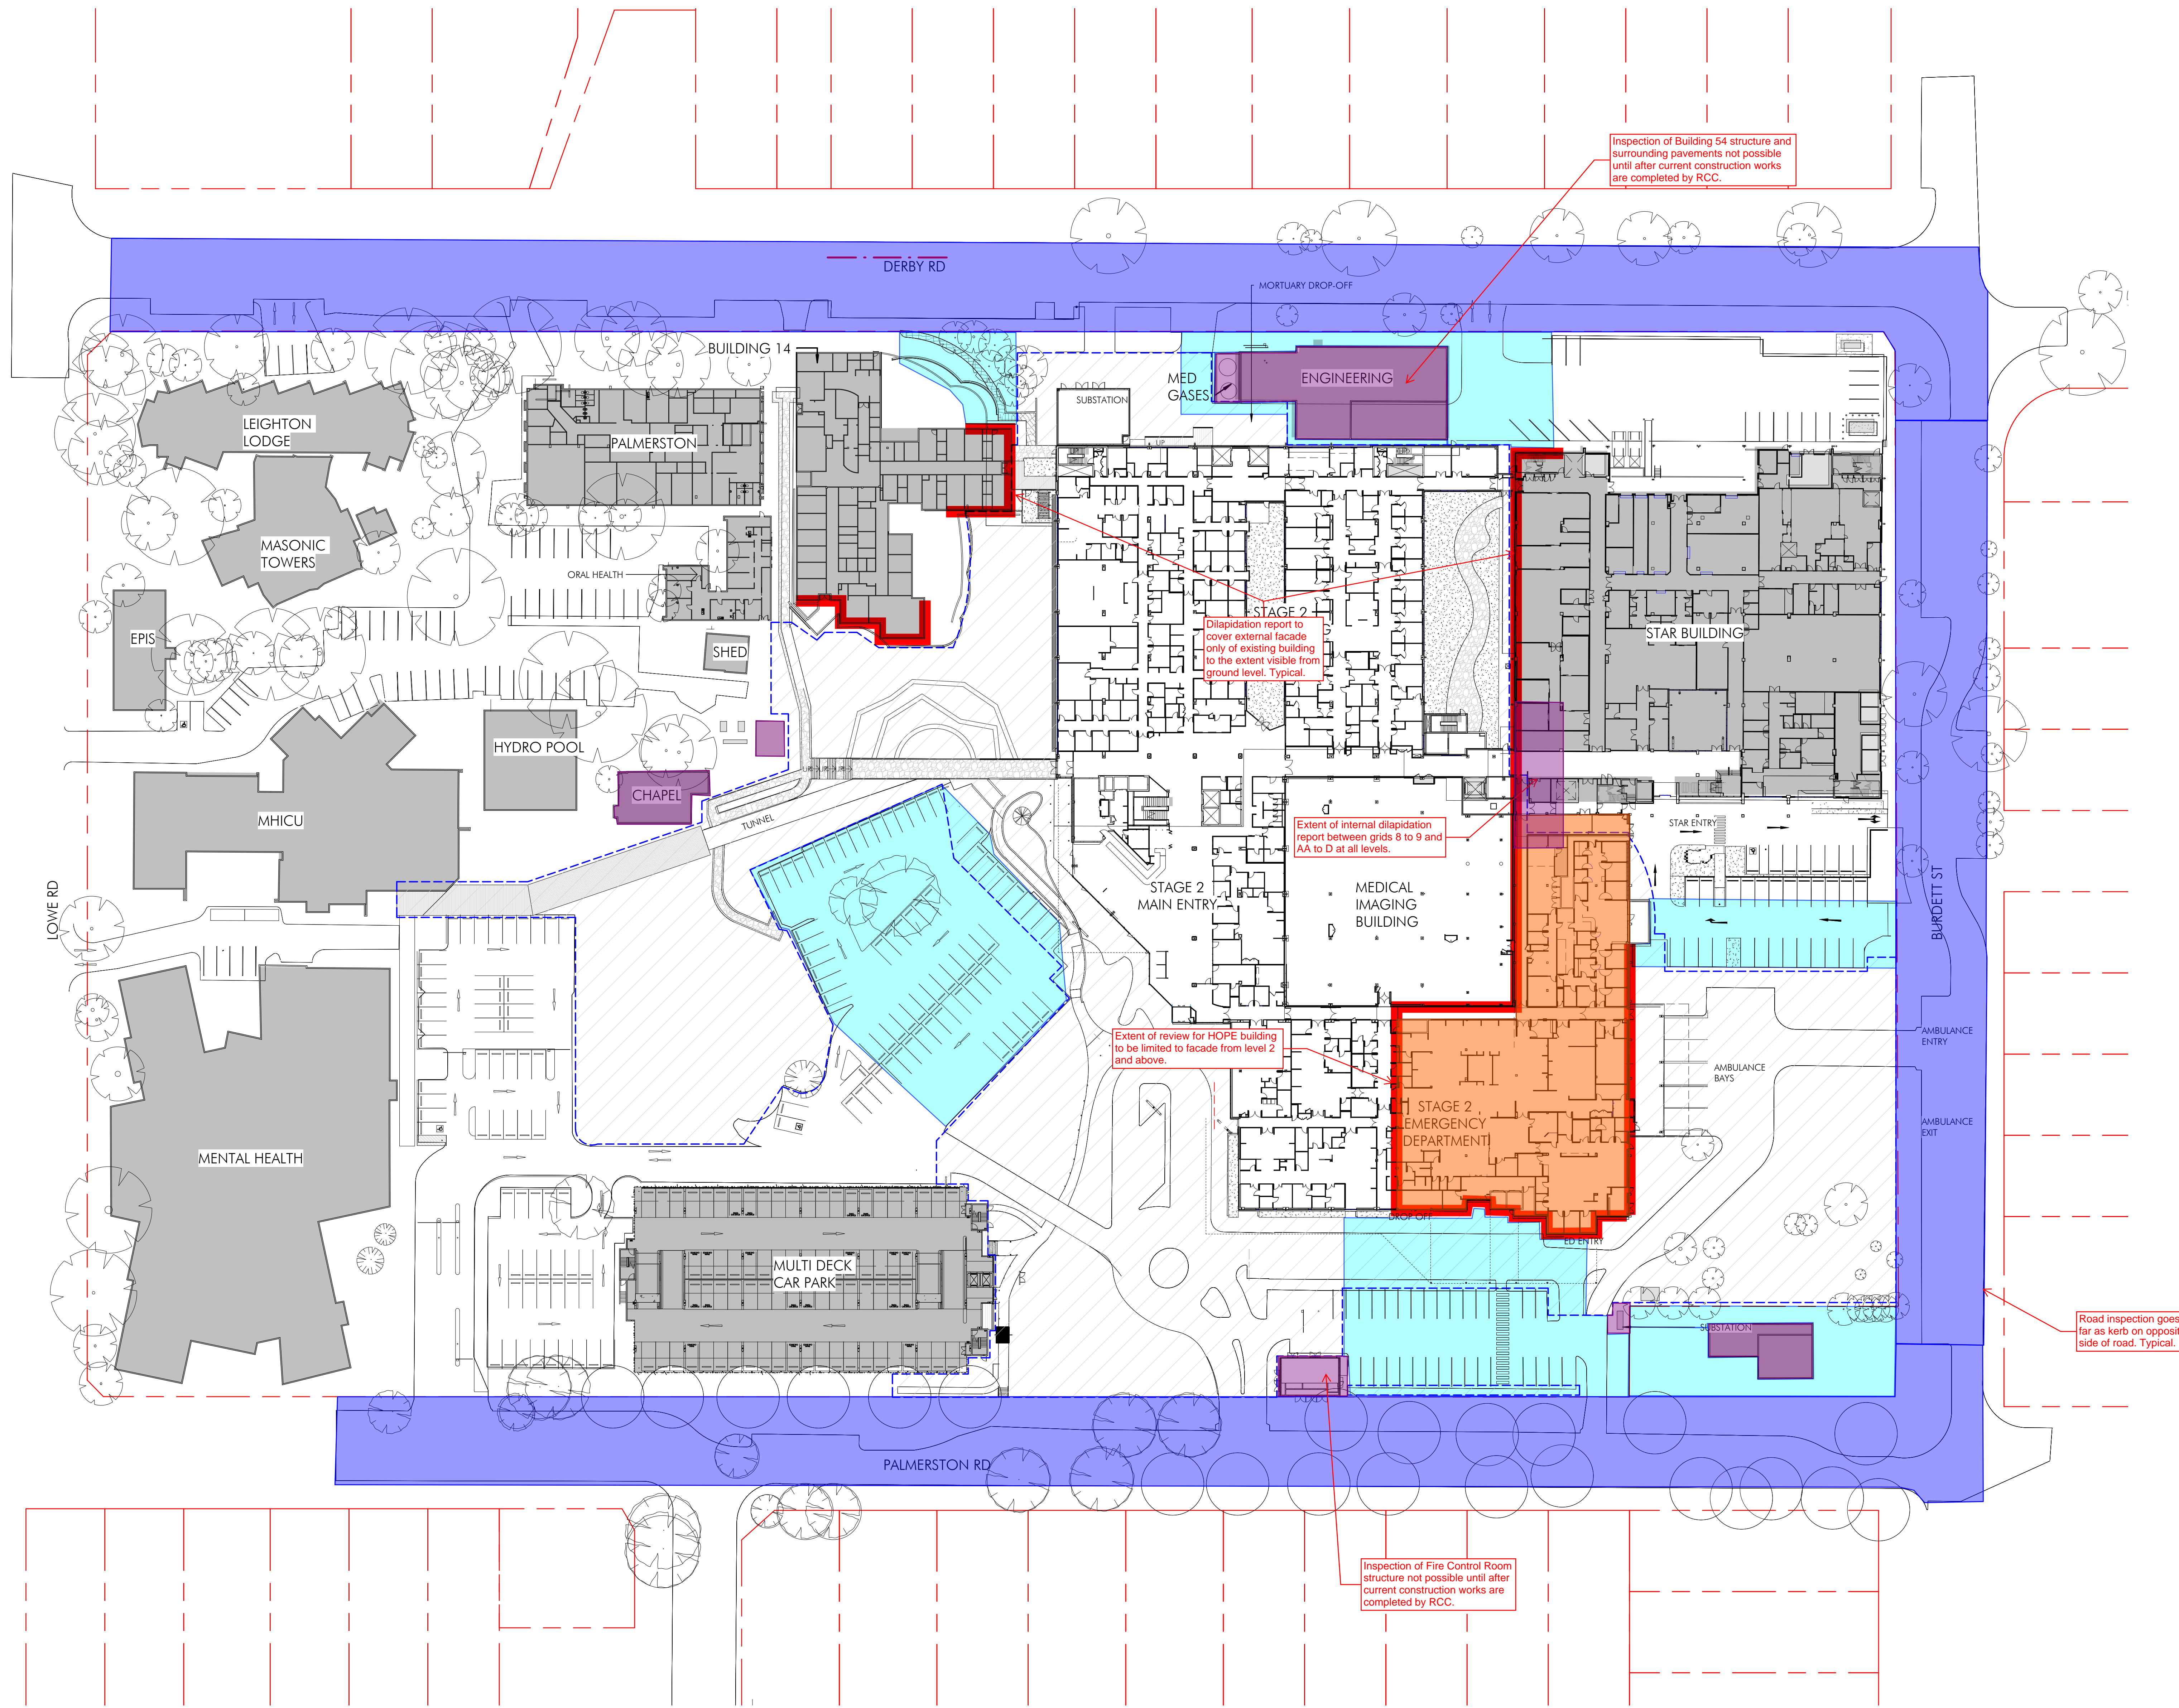 Inspection of Building 54 structure and
surrounding pavements not possible
until after current construction works
are completed by RCC.
DERBY RD
MORTUARY DROP-OFF
BUILDING 14
MED
GASES
ENGINEERING
SUBSTATION
LEIGHTON
LODGE
PALMERSTON
UP
MASONIC
TOWERS
ORAL HEALTH
STAGE 2
Dilapidation report to
cover external facade
only of existing building
to the extent visible from
ground level. Typical.
STAR BUILDING
EPIS
SHED
HYDRO POOL
CHAPEL
MHICU
TUNNEL
Extent of internal dilapidation
report between grids 8 to 9 and
AA to D at all levels.
STAR ENTRY
LOWE RD
STAGE 2
MAIN ENTRY
MEDICAL
IMAGING
BUILDING
BURDETT ST
Extent of review for HOPE building
to be limited to facade from level 2
and above.
AMBULANCE
ENTRY
AMBULANCE
BAYS
STAGE 2
EMERGENCY
DEPARTMENT
AMBULANCE
EXIT
MENTAL HEALTH
DROP OFF
ED ENTRY
MULTI DECK
CAR PARK
SUBSTATION
Road inspection goes
far as kerb on opposit
side of road. Typical.
PALMERSTON RD
Inspection of Fire Control Room
structure not possible until after
current construction works are
completed by RCC.